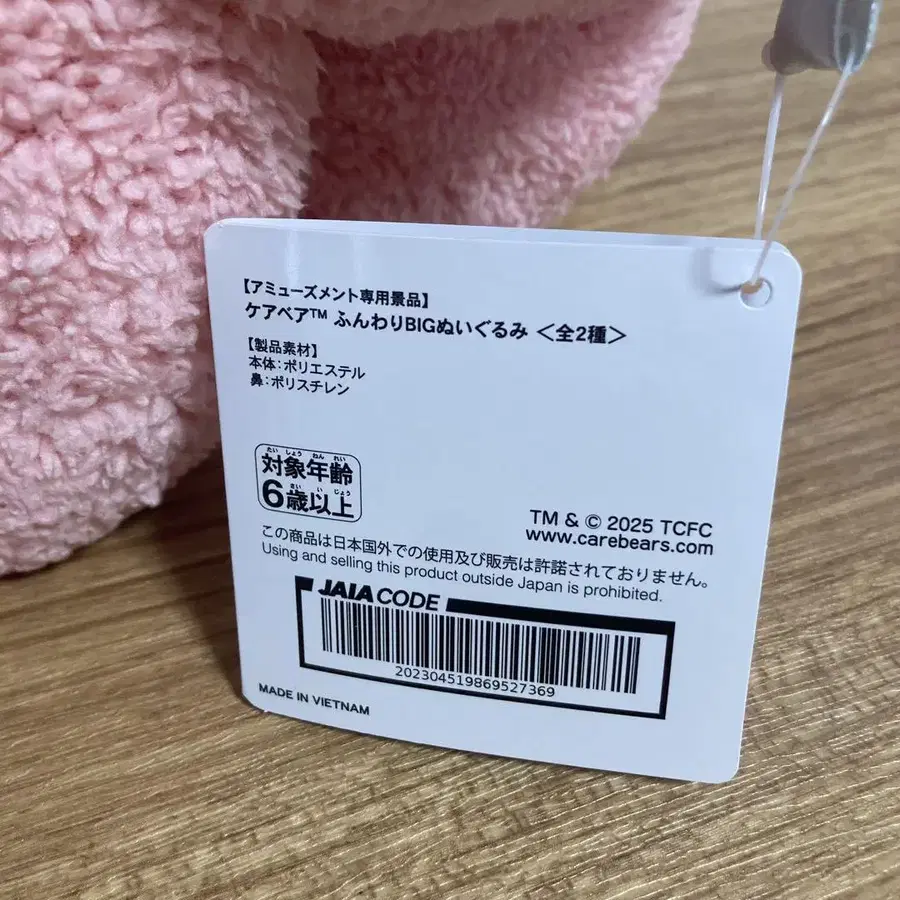 【アミューズメント専用景品】
ケアベア™ ふんわりBIGぬいぐるみ <全2種>
【製品素材】
本体:ポリエステル
鼻:ポリスチレン
たいしょうねんれい
対象年齢
さいいじょう
6歳以上
TM & © 2025 TCFC
www.carebears.com
この商品は日本国外での使用及び販売は許諾されておりません。
Using and selling this product outside Japan is prohibited.
JAIA CODE
202304519869527369
MADE IN VIETNAM